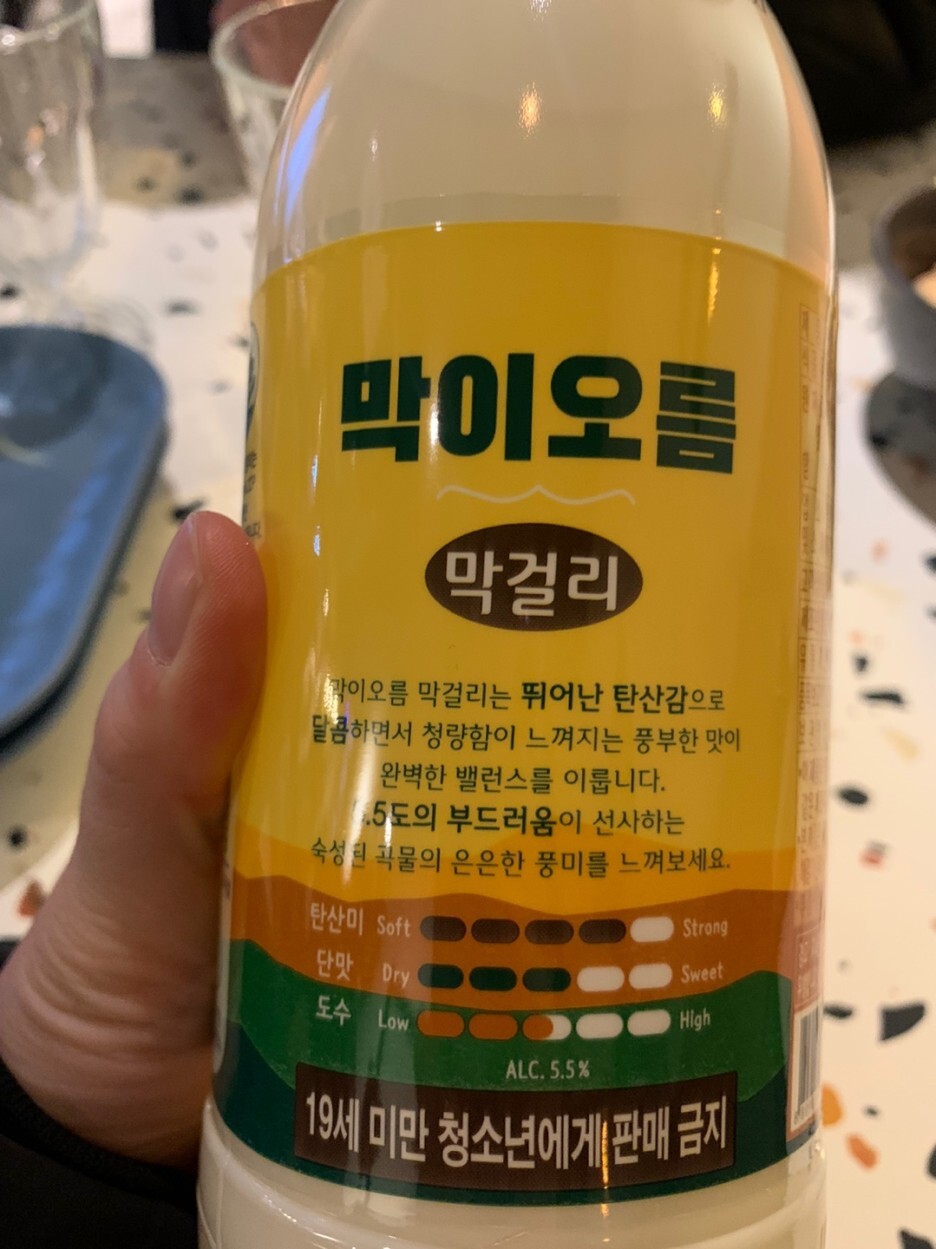 막이오름
막걸리
막이오름 막걸리는 뛰어난 탄산감으로
달콤하면서 청량함이 느껴지는 풍부한 맛이
완벽한 밸런스를 이룹니다.
5.5도의 부드러움이 선사하는
숙성된 곡물의 은은한 풍미를 느껴보세요.
탄산미 Soft Strong
단맛 Dry Sweet
도수 Low High
ALC. 5.5%
19세 미만 청소년에게 판매 금지